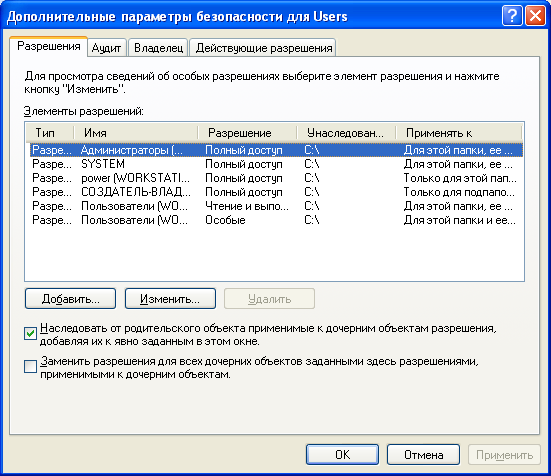 Дополнительные параметры безопасности для Users
Разрешения Аудит Владелец Действующие разрешения
Для просмотра сведений об особых разрешениях выберите элемент разрешения и нажмите
кнопку "Изменить".
Элементы разрешений:
Тип Имя Разрешение Унаследован... Применять к
Разре... Администраторы (... Полный доступ C:\ Для этой папки, ее ...
Разре... SYSTEM Полный доступ C:\ Для этой папки, ее ...
Разре... power (WORKSTATI... Полный доступ C:\ Только для этой пап...
Разре... СОЗДАТЕЛЬ-ВЛАД... Полный доступ C:\ Только для подпапо...
Разре... Пользователи (WO... Чтение и выпо... C:\ Для этой папки, ее ...
Разре... Пользователи (WO... Особые C:\ Для этой папки и ее...
Добавить... Изменить... Удалить
Наследовать от родительского объекта применимые к дочерним объектам разрешения,
добавляя их к явно заданным в этом окне.
Заменить разрешения для всех дочерних объектов заданными здесь разрешениями,
применимыми к дочерним объектам.
OK Отмена Применить